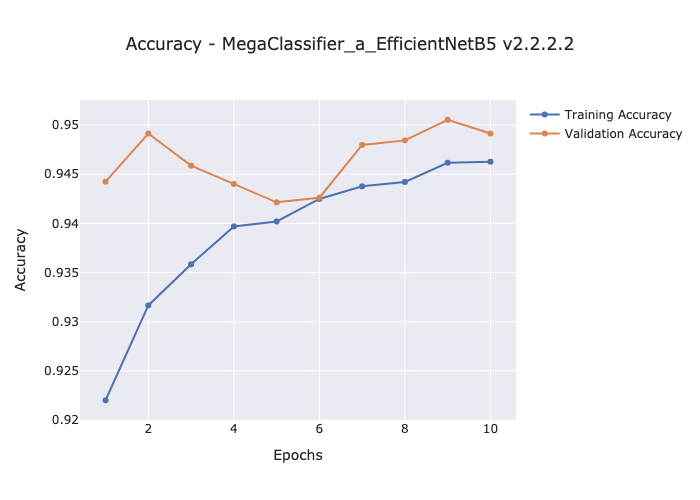 Accuracy - MegaClassifier_a_EfficientNetB5 v2.2.2.2
Training Accuracy
Validation Accuracy
0.95
0.945
0.94
0.935
0.93
0.925
0.92
Accuracy
2 4 6 8 10
Epochs